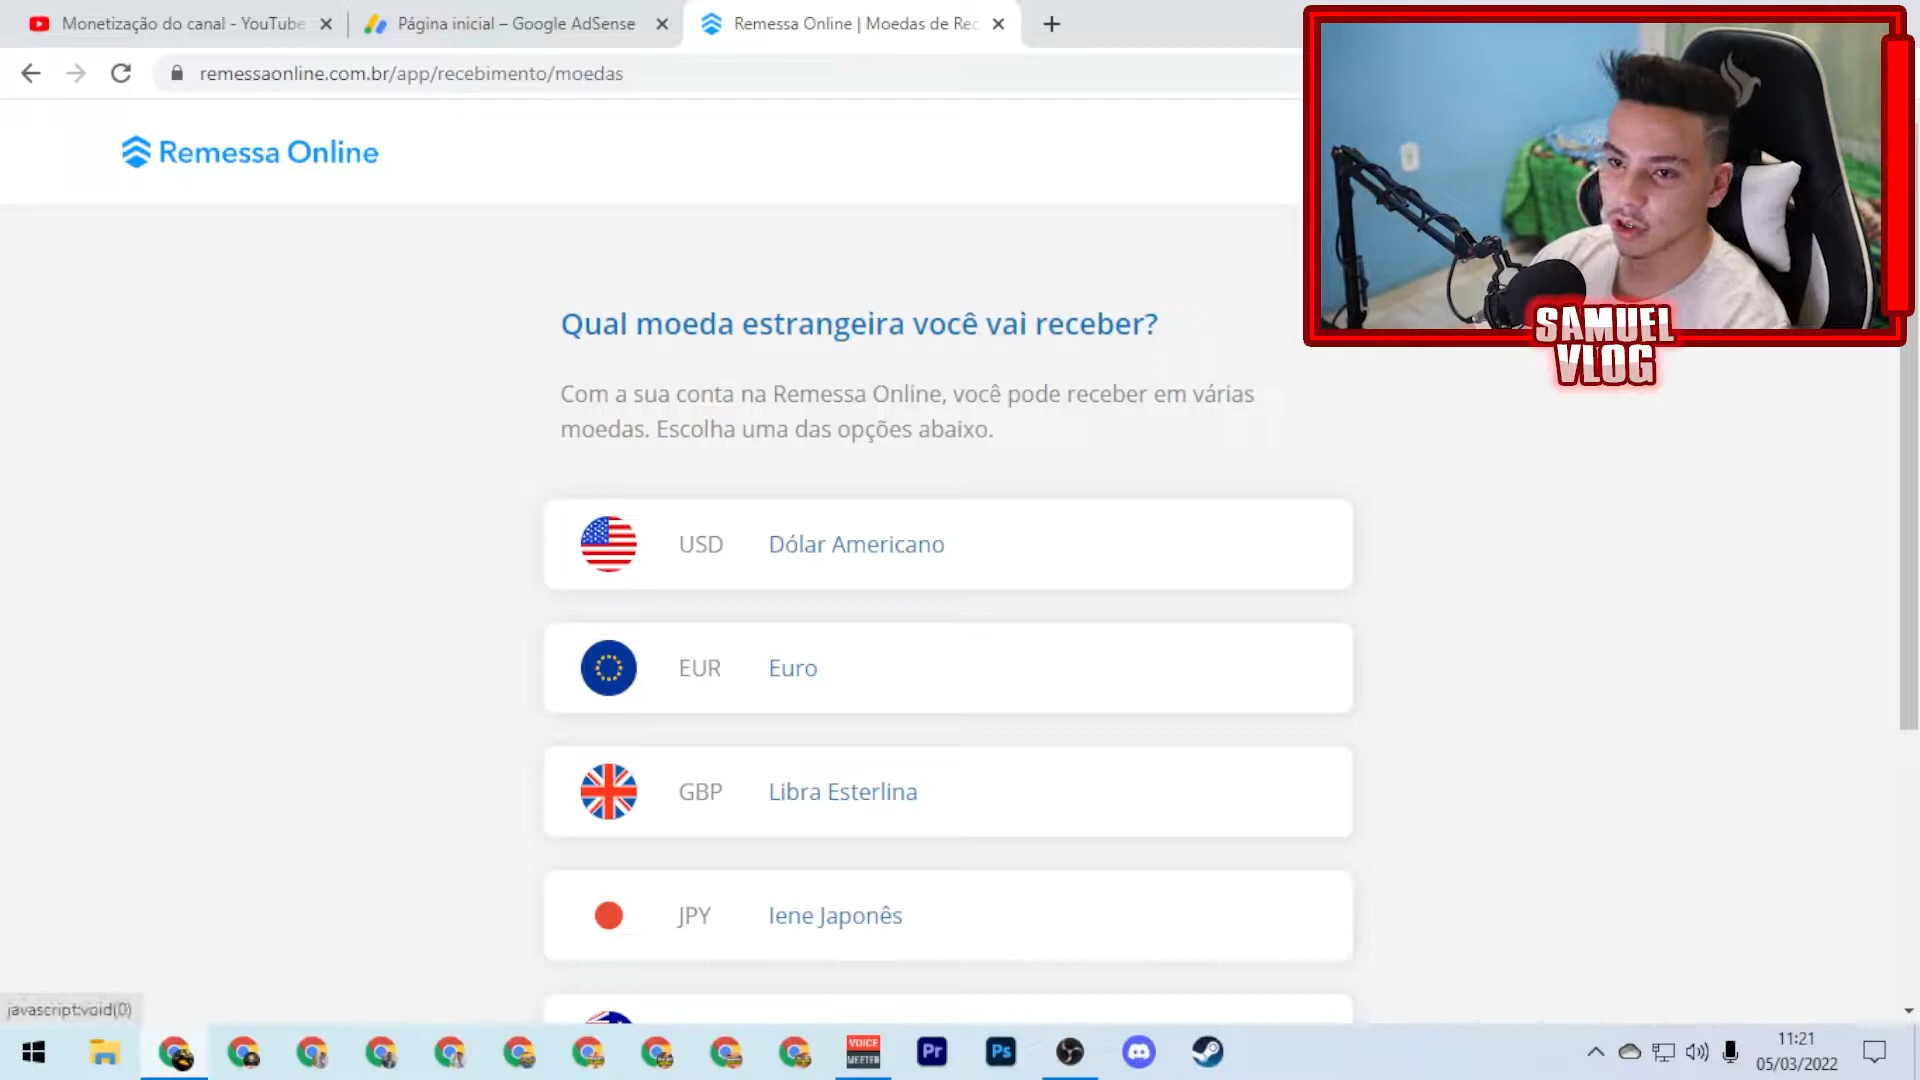 Monetização do canal - YouTube
Página inicial – Google AdSense
Remessa Online | Moedas de Rec
remessaonline.com.br/app/recebimento/moedas
Remessa Online
SAMUEL
VLOG
Qual moeda estrangeira você vai receber?
Com a sua conta na Remessa Online, você pode receber em várias
moedas. Escolha uma das opções abaixo.
USD Dólar Americano
EUR Euro
GBP Libra Esterlina
JPY Iene Japonês
javascript:void(0)
VOICE
MEETER
Pr
Ps
11:21
05/03/2022